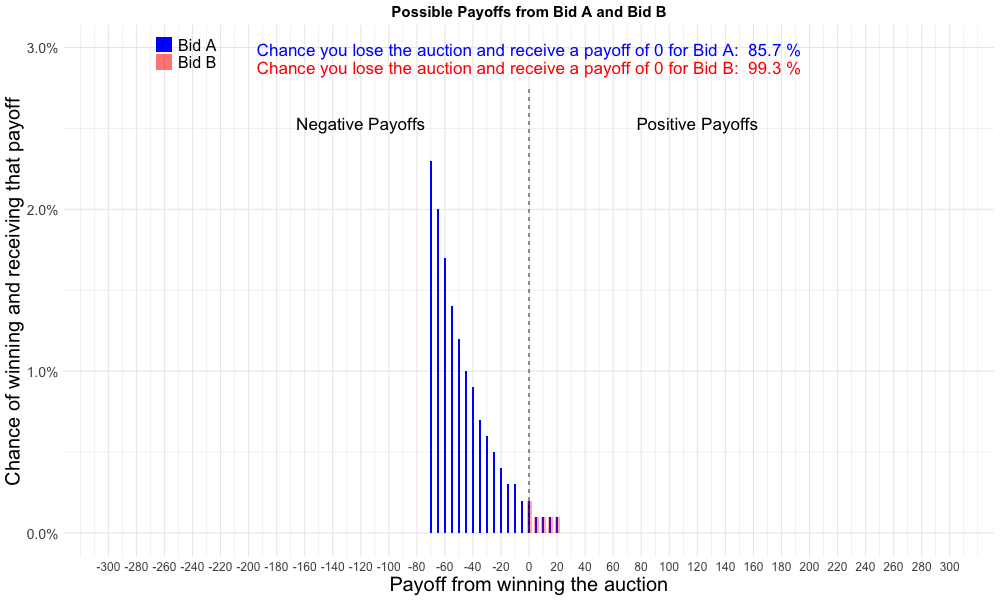 Possible Payoffs from Bid A and Bid B
Bid A
Bid B
Chance you lose the auction and receive a payoff of 0 for Bid A:  85.7 %
Chance you lose the auction and receive a payoff of 0 for Bid B:  99.3 %
Negative Payoffs
Positive Payoffs
Chance of winning and receiving that payoff
3.0%
2.0%
1.0%
0.0%
-300 -280 -260 -240 -220 -200 -180 -160 -140 -120 -100 -80 -60 -40 -20 0 20 40 60 80 100 120 140 160 180 200 220 240 260 280 300
Payoff from winning the auction